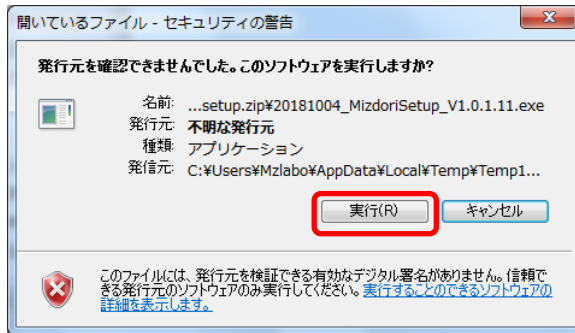 開いているファイル - セキュリティの警告
発行元を確認できませんでした。このソフトウェアを実行しますか?
名前: ...setup.zip¥20181004_MizdoriSetup_V1.0.1.11.exe
発行元: 不明な発行元
種類: アプリケーション
発信元: C:¥Users¥Mzlabo¥AppData¥Local¥Temp¥Temp1...
実行(R) キャンセル
このファイルには、発行元を検証できる有効なデジタル署名がありません。信頼で
きる発行元のソフトウェアのみ実行してください。実行することのできるソフトウェアの
詳細を表示します。